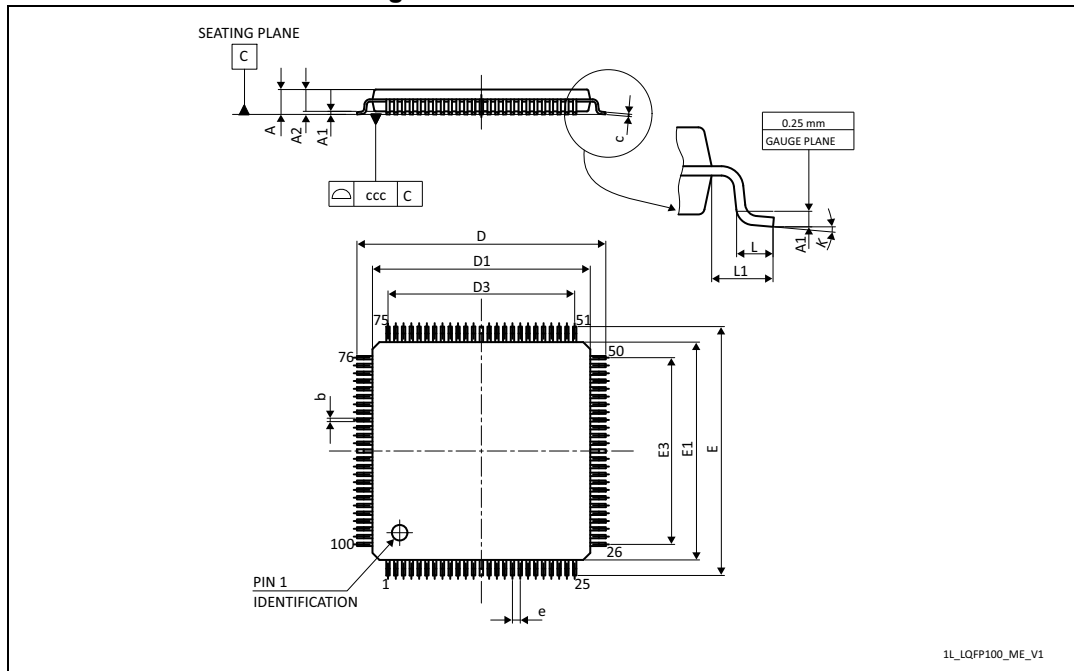 SEATING PLANE
C
A
A2
A1
c
0.25 mm
GAUGE PLANE
ccc C
A1
K
L
L1
D
D1
D3
75
51
76
50
b
E3
E1
E
100
26
PIN 1
IDENTIFICATION
1
25
e
1L_LQFP100_ME_V1